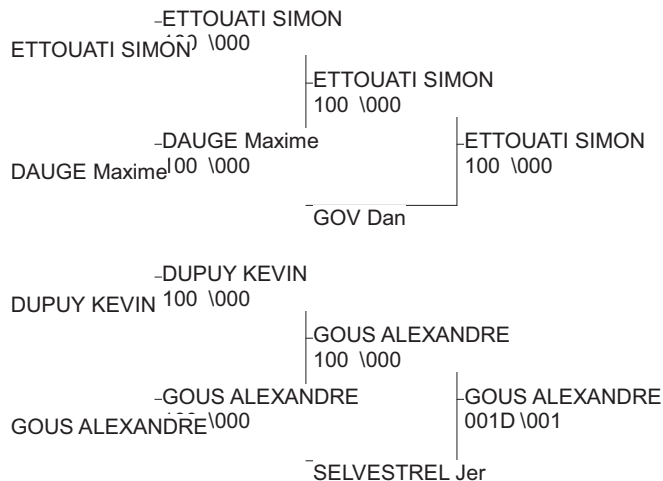 ETTOUATI SIMON
ETTOUATI SIMON
100 \000
ETTOUATI SIMON
100 \000
DAUGE Maxime
DAUGE Maxime
100 \000
ETTOUATI SIMON
100 \000
GOV Dan
DUPUY KEVIN
DUPUY KEVIN
100 \000
GOUS ALEXANDRE
100 \000
GOUS ALEXANDRE
GOUS ALEXANDRE
100 \000
GOUS ALEXANDRE
001D \001
SELVESTREL Jer